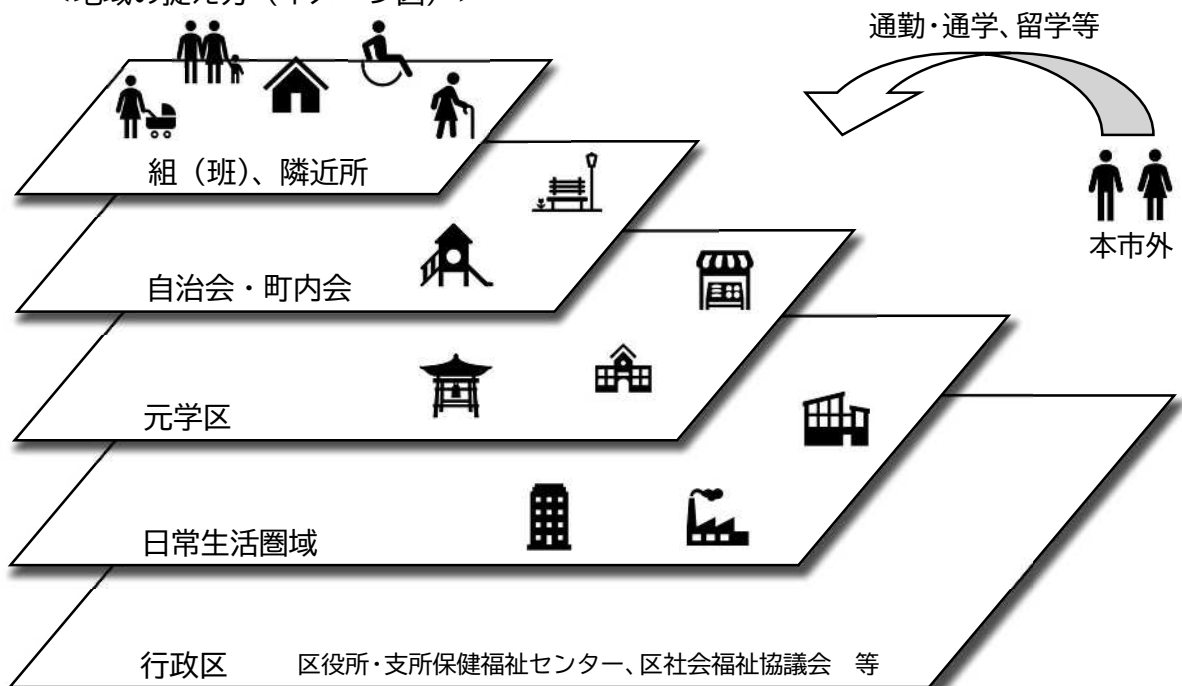 通勤・通学、留学等
組（班）、隣近所
本市外
自治会・町内会
元学区
日常生活圏域
行政区　区役所・支所保健福祉センター、区社会福祉協議会　等